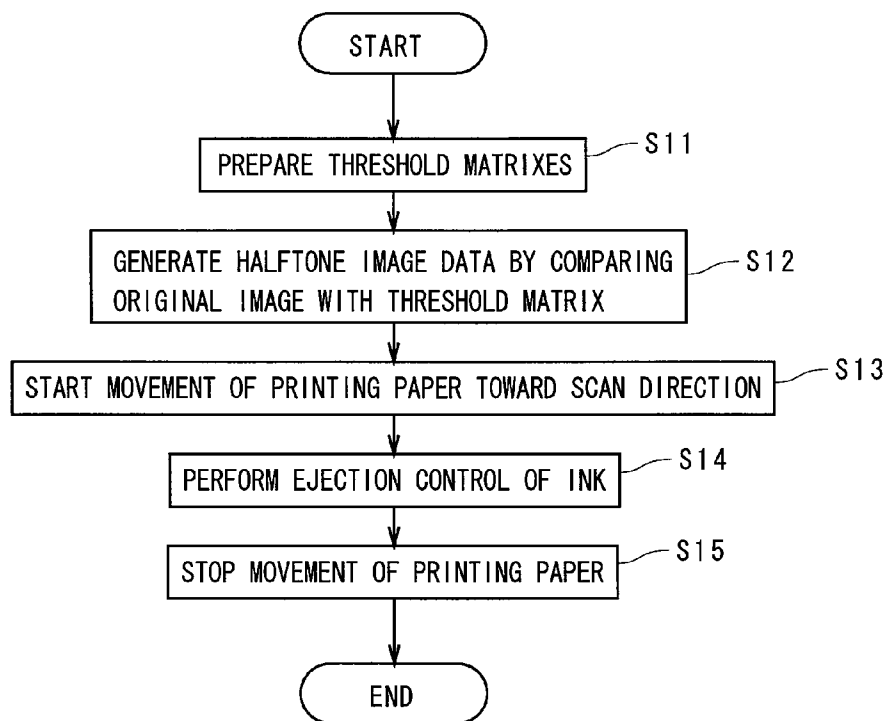 START
PREPARE THRESHOLD MATRIXES
S11
GENERATE HALFTONE IMAGE DATA BY COMPARING
ORIGINAL IMAGE WITH THRESHOLD MATRIX
S12
START MOVEMENT OF PRINTING PAPER TOWARD SCAN DIRECTION
S13
PERFORM EJECTION CONTROL OF INK
S14
STOP MOVEMENT OF PRINTING PAPER
S15
END